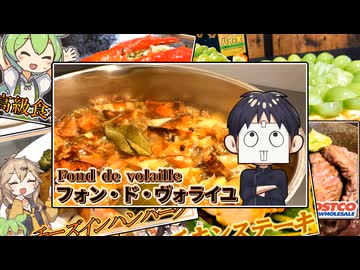 高級食
Fond de volaille
フォン・ド・ヴォライユ
チーズインハンバーグ
キンステーキ
COSTCO
WHOLESALE